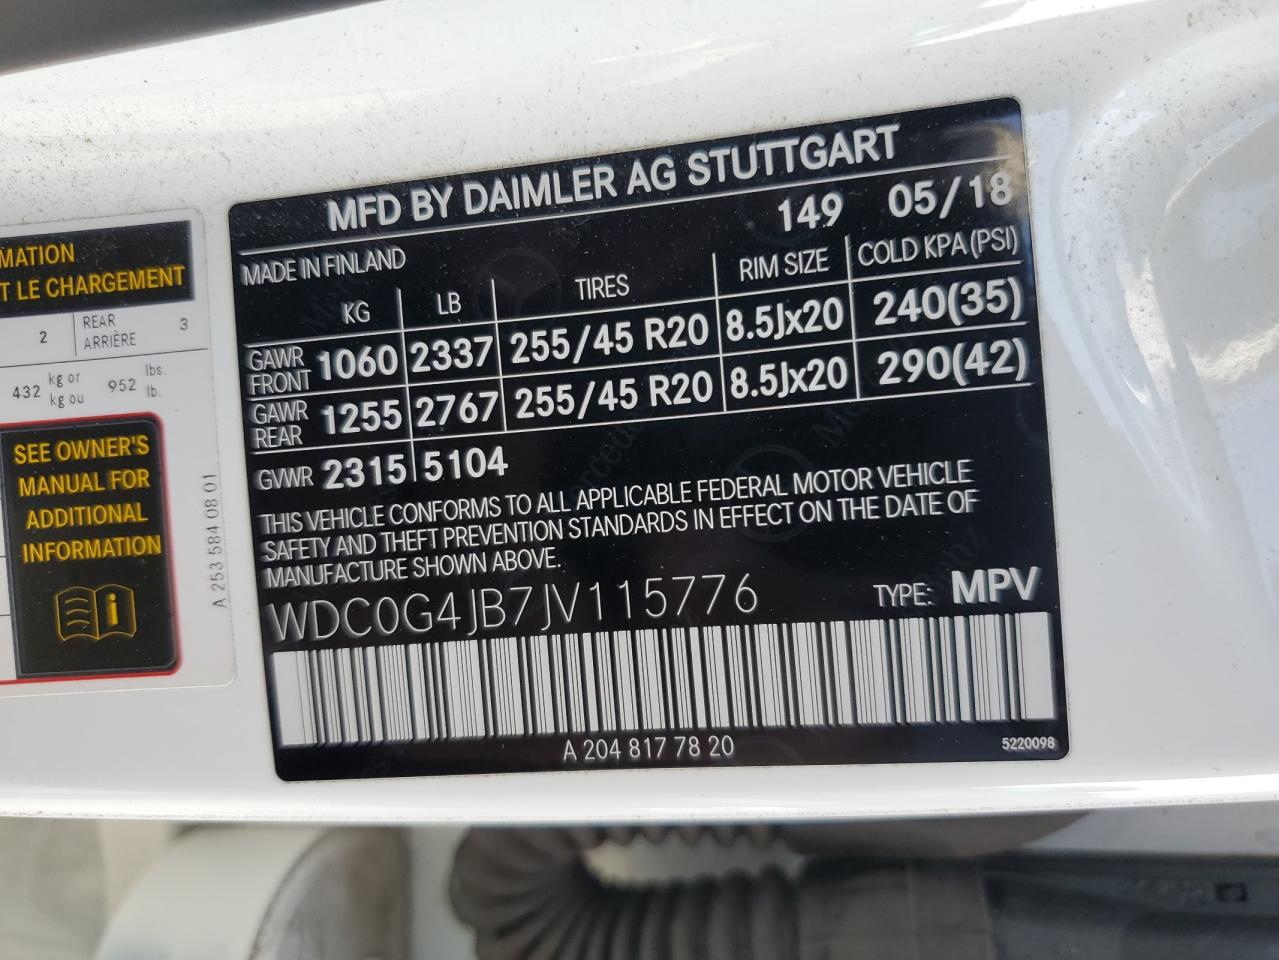 MATION
T LE CHARGEMENT
2 REAR ARRIÈRE 3
432 kg or kg ou 952 lbs. lb.
SEE OWNER'S
MANUAL FOR
ADDITIONAL
INFORMATION
A 253 584 08 01
MFD BY DAIMLER AG STUTTGART
149 05/18
MADE IN FINLAND
KG LB TIRES RIM SIZE COLD KPA (PSI)
GAWR FRONT 1060 2337 255/45 R20 8.5Jx20 240(35)
GAWR REAR 1255 2767 255/45 R20 8.5Jx20 290(42)
GVWR 2315 5104
THIS VEHICLE CONFORMS TO ALL APPLICABLE FEDERAL MOTOR VEHICLE
SAFETY AND THEFT PREVENTION STANDARDS IN EFFECT ON THE DATE OF
MANUFACTURE SHOWN ABOVE.
WDC0G4JB7JV115776 TYPE: MPV
A 204 817 78 20
5220098